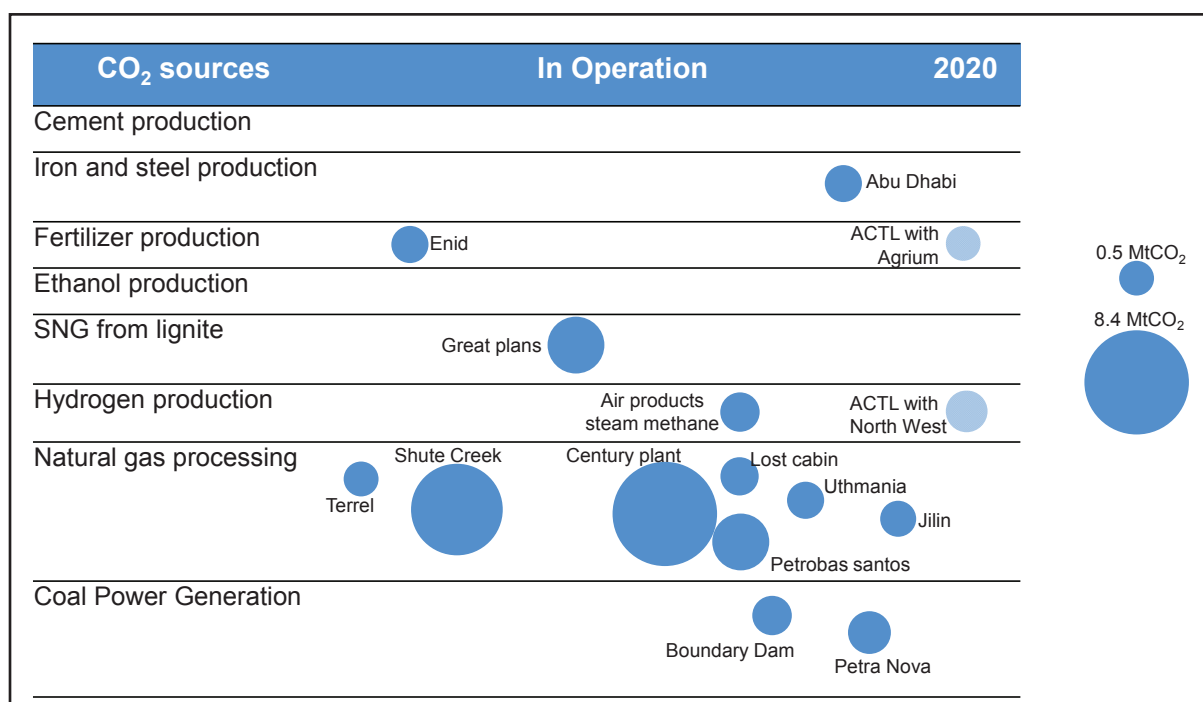 CO₂ sources In Operation 2020
Cement production
Iron and steel production
Abu Dhabi
Fertilizer production
Enid
ACTL with
Agrium
Ethanol production
SNG from lignite
Great plans
Hydrogen production
Air products
steam methane
ACTL with
North West
Natural gas processing
Terrel
Shute Creek
Century plant
Lost cabin
Uthmania
Jilin
Petrobas santos
Coal Power Generation
Boundary Dam
Petra Nova
0.5 MtCO₂
8.4 MtCO₂